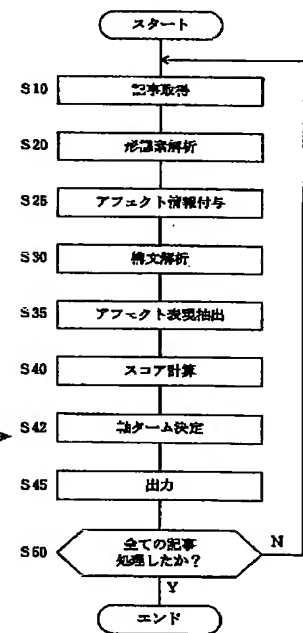 スタート
S10
記事取得
S20
形態素解析
S25
アフェクト情報付与
S30
構文解析
S35
アフェクト表現抽出
S40
スコア計算
S42
軸ターム決定
S45
出力
S50
全ての記事
処理したか？
N
Y
エンド